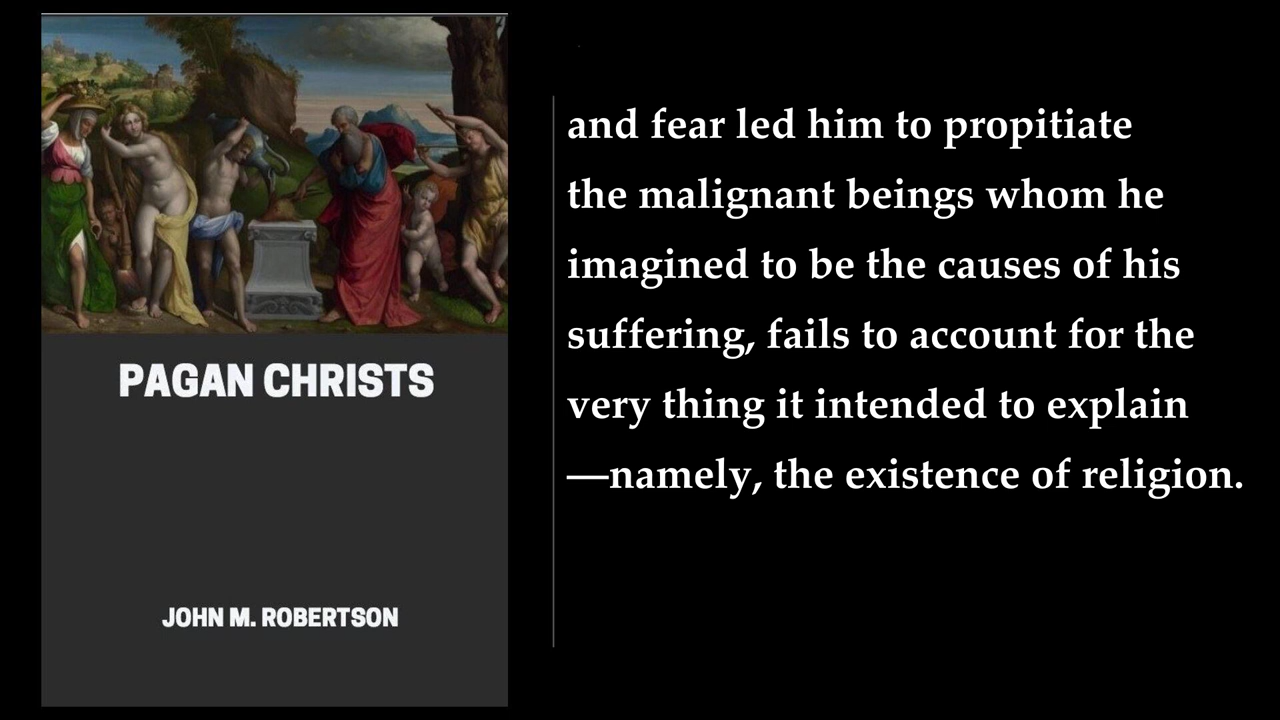 PAGAN CHRISTS
JOHN M. ROBERTSON
and fear led him to propitiate
the malignant beings whom he
imagined to be the causes of his
suffering, fails to account for the
very thing it intended to explain
—namely, the existence of religion.